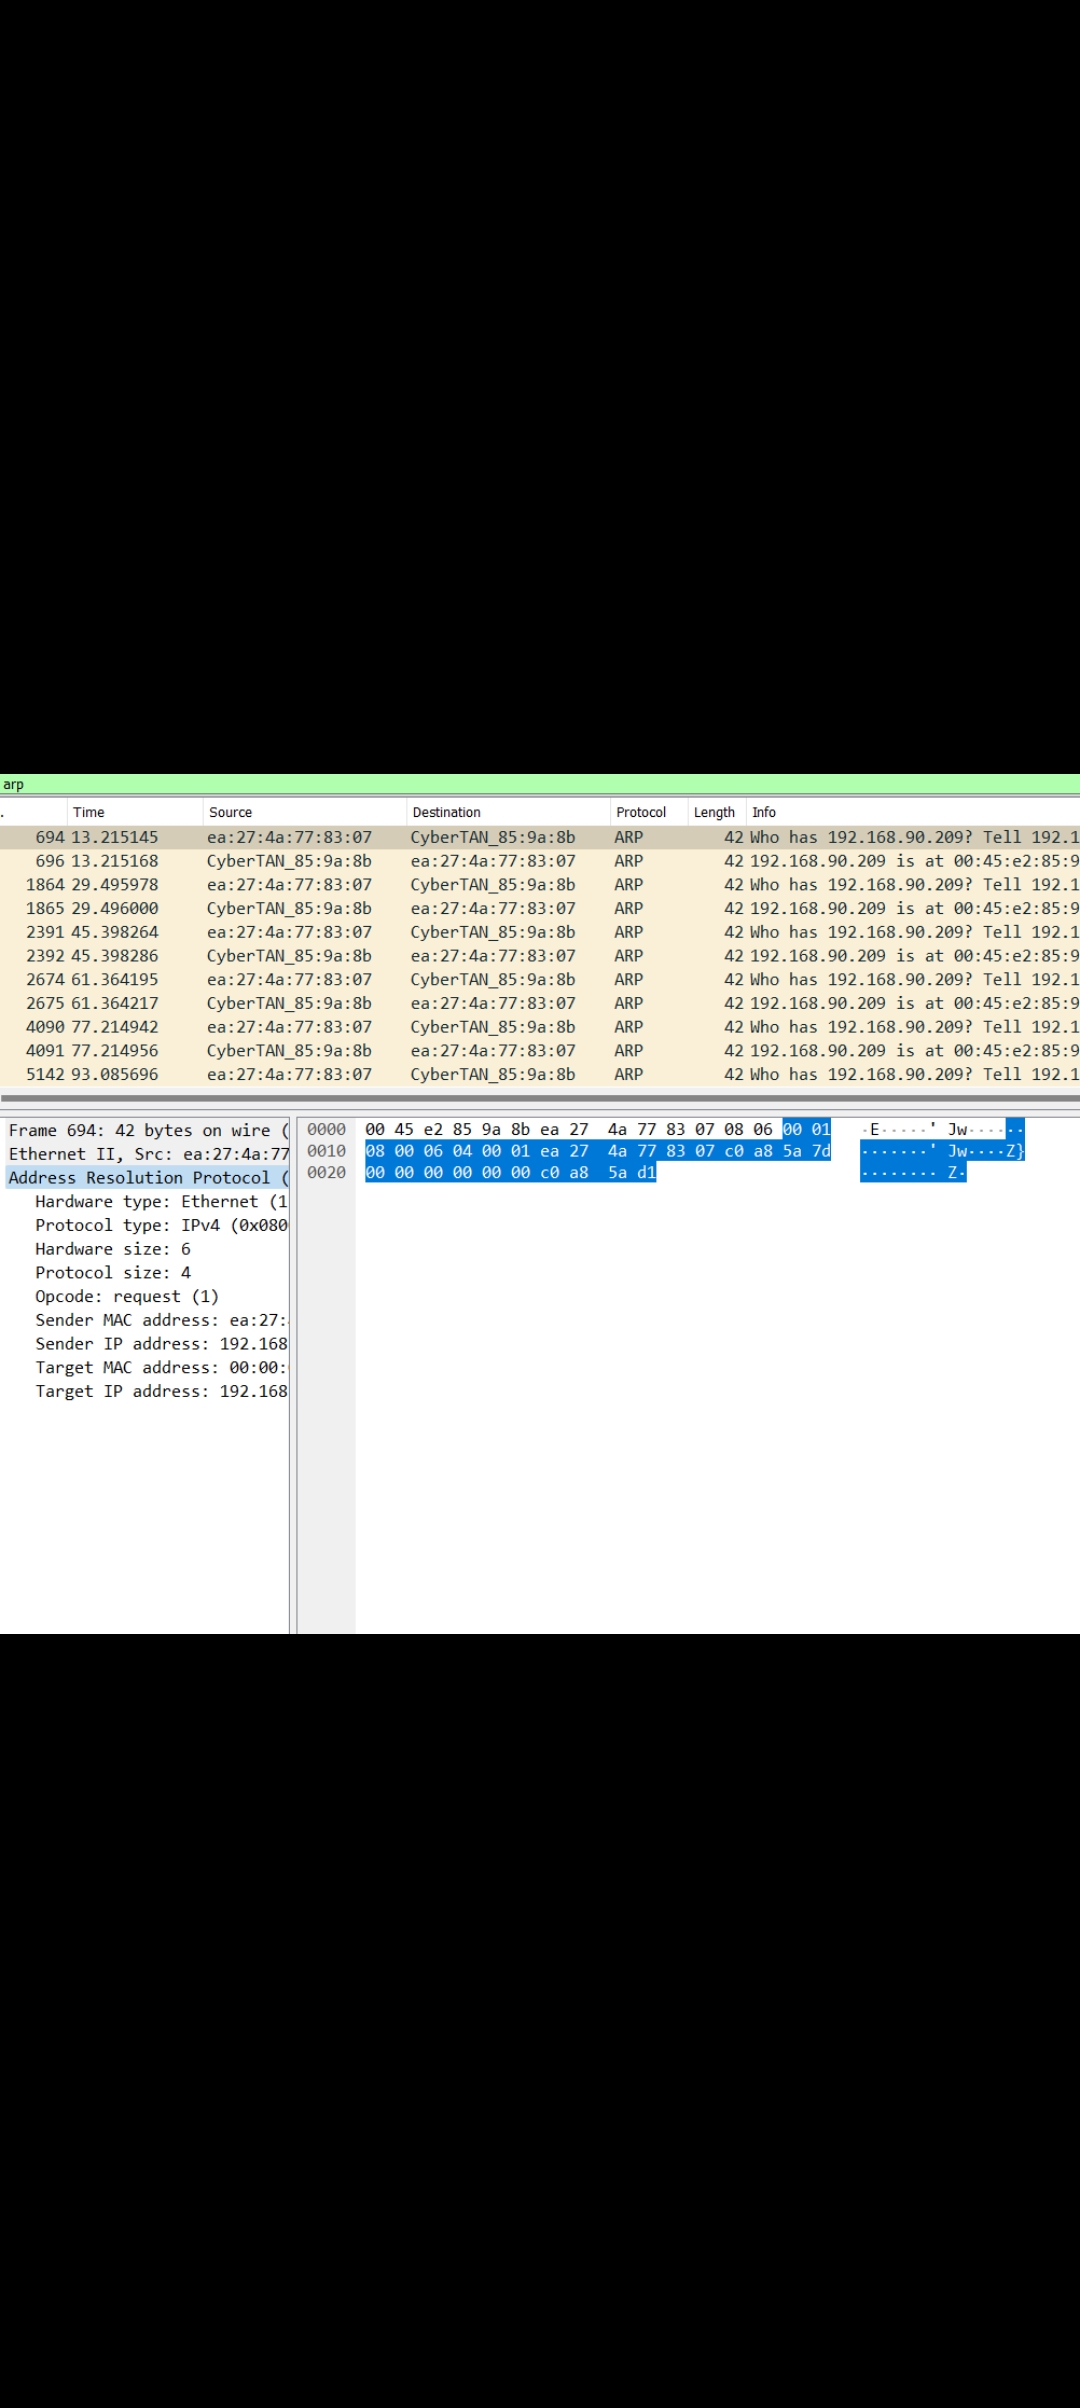 arp
. Time Source Destination Protocol Length Info
694 13.215145 ea:27:4a:77:83:07 CyberTAN_85:9a:8b ARP 42 Who has 192.168.90.209? Tell 192.1
696 13.215168 CyberTAN_85:9a:8b ea:27:4a:77:83:07 ARP 42 192.168.90.209 is at 00:45:e2:85:9
1864 29.495978 ea:27:4a:77:83:07 CyberTAN_85:9a:8b ARP 42 Who has 192.168.90.209? Tell 192.1
1865 29.496000 CyberTAN_85:9a:8b ea:27:4a:77:83:07 ARP 42 192.168.90.209 is at 00:45:e2:85:9
2391 45.398264 ea:27:4a:77:83:07 CyberTAN_85:9a:8b ARP 42 Who has 192.168.90.209? Tell 192.1
2392 45.398286 CyberTAN_85:9a:8b ea:27:4a:77:83:07 ARP 42 192.168.90.209 is at 00:45:e2:85:9
2674 61.364195 ea:27:4a:77:83:07 CyberTAN_85:9a:8b ARP 42 Who has 192.168.90.209? Tell 192.1
2675 61.364217 CyberTAN_85:9a:8b ea:27:4a:77:83:07 ARP 42 192.168.90.209 is at 00:45:e2:85:9
4090 77.214942 ea:27:4a:77:83:07 CyberTAN_85:9a:8b ARP 42 Who has 192.168.90.209? Tell 192.1
4091 77.214956 CyberTAN_85:9a:8b ea:27:4a:77:83:07 ARP 42 192.168.90.209 is at 00:45:e2:85:9
5142 93.085696 ea:27:4a:77:83:07 CyberTAN_85:9a:8b ARP 42 Who has 192.168.90.209? Tell 192.1
Frame 694: 42 bytes on wire (
Ethernet II, Src: ea:27:4a:77
Address Resolution Protocol (
Hardware type: Ethernet (1
Protocol type: IPv4 (0x080
Hardware size: 6
Protocol size: 4
Opcode: request (1)
Sender MAC address: ea:27:
Sender IP address: 192.168
Target MAC address: 00:00:
Target IP address: 192.168
0000 00 45 e2 85 9a 8b ea 27 4a 77 83 07 08 06 00 01 ·E·····' Jw······
0010 08 00 06 04 00 01 ea 27 4a 77 83 07 c0 a8 5a 7d ·······' Jw····Z}
0020 00 00 00 00 00 00 c0 a8 5a d1 ········ Z·